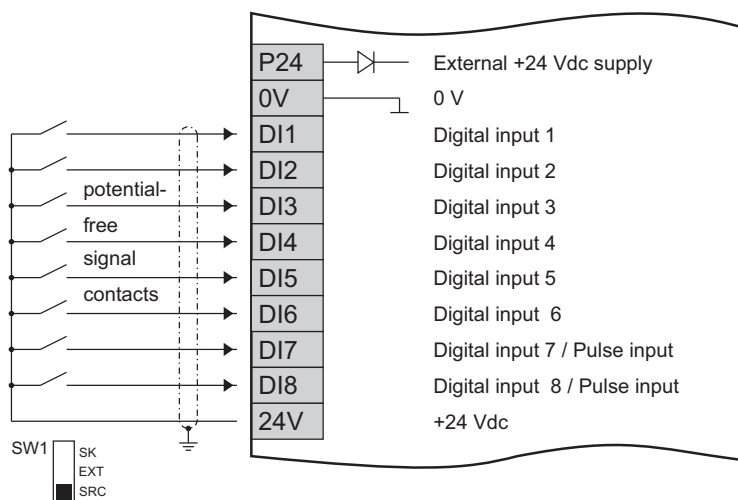 P24 External +24 Vdc supply
0V 0 V
DI1 Digital input 1
DI2 Digital input 2
potential- DI3 Digital input 3
free DI4 Digital input 4
signal DI5 Digital input 5
contacts DI6 Digital input 6
DI7 Digital input 7 / Pulse input
DI8 Digital input 8 / Pulse input
24V +24 Vdc
SW1 SK
EXT
SRC